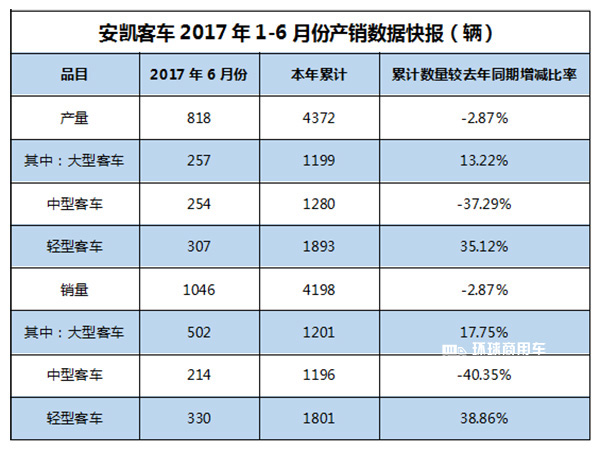 安凯客车 2017 年 1-6 月份产销数据快报（辆）
品目 2017 年 6 月份 本年累计 累计数量较去年同期增减比率
产量 818 4372 -2.87%
其中：大型客车 257 1199 13.22%
中型客车 254 1280 -37.29%
轻型客车 307 1893 35.12%
销量 1046 4198 -2.87%
其中：大型客车 502 1201 17.75%
环球商用车
中型客车 214 1196 -40.35%
轻型客车 330 1801 38.86%